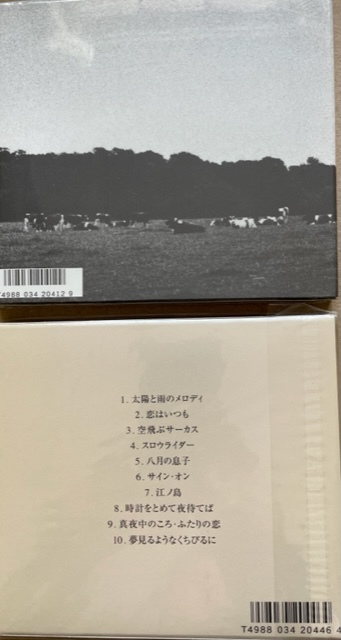 T4988 034 20412 9
1. 太陽と雨のメロディ
2. 恋はいつも
3. 空飛ぶサーカス
4. スロウライダー
5. 八月の息子
6. サイン・オン
7. 江ノ島
8. 時計をとめて夜待てば
9. 真夜中のころ・ふたりの恋
10. 夢見るようなくちびるに
T4988 034 20446 4